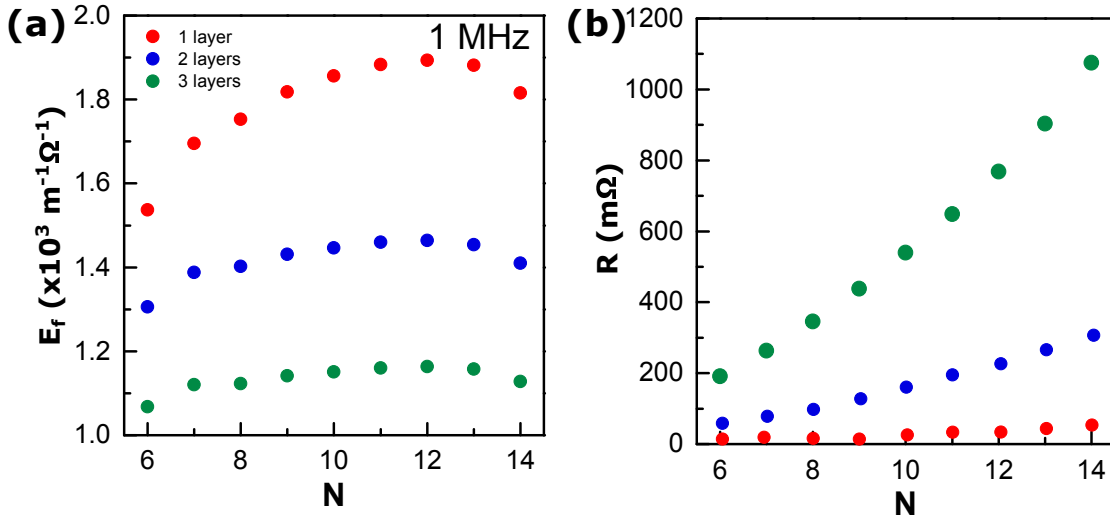 (a)
1 MHz
1 layer
2 layers
3 layers
E_f (x10³ m⁻¹Ω⁻¹)
2.0
1.8
1.6
1.4
1.2
1.0
6 8 10 12 14
N
(b)
R (mΩ)
1200
1000
800
600
400
200
0
6 8 10 12 14
N